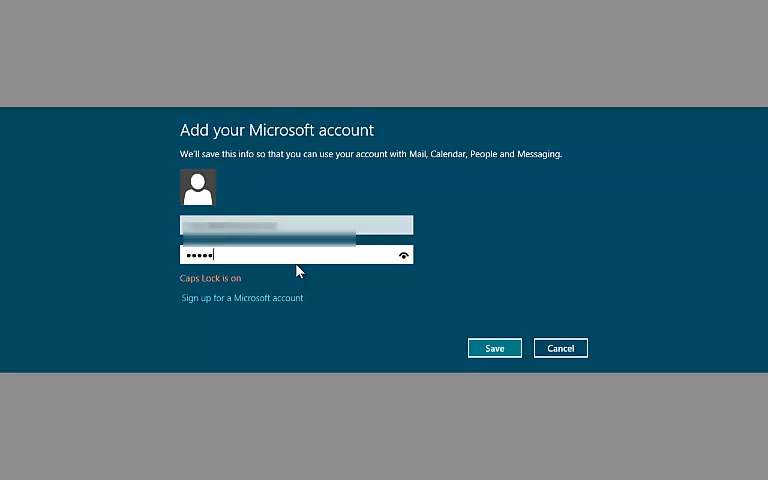 Add your Microsoft account
We'll save this info so that you can use your account with Mail, Calendar, People and Messaging.
•••••
Caps Lock is on
Sign up for a Microsoft account
Save Cancel